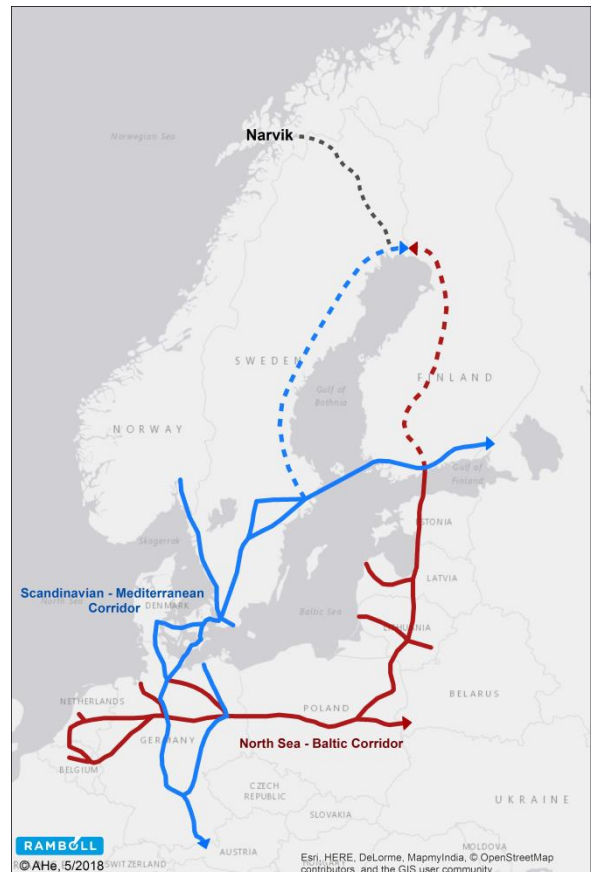 Norwegian Sea
Narvik
SWEDEN
Gulf of
Bothnia
FINLAND
NORWAY
Gulf of
Finland
ESTONIA
Skagerrak
LATVIA
Scandinavian - Mediterranean
Corridor
North Sea
DENMARK
Baltic Sea
LITHUANIA
BELARUS
NETHERLANDS
POLAND
North Sea - Baltic Corridor
GERMANY
BELGIUM
CZECH
REPUBLIC
UKRAINE
SLOVAKIA
RAMBOLL
AUSTRIA
MOLDOVA
© AHe, 5/2018
SWITZERLAND
HUNGARY
Esri, HERE, DeLorme, MapmyIndia, © OpenStreetMap
contributors, and the GIS user community